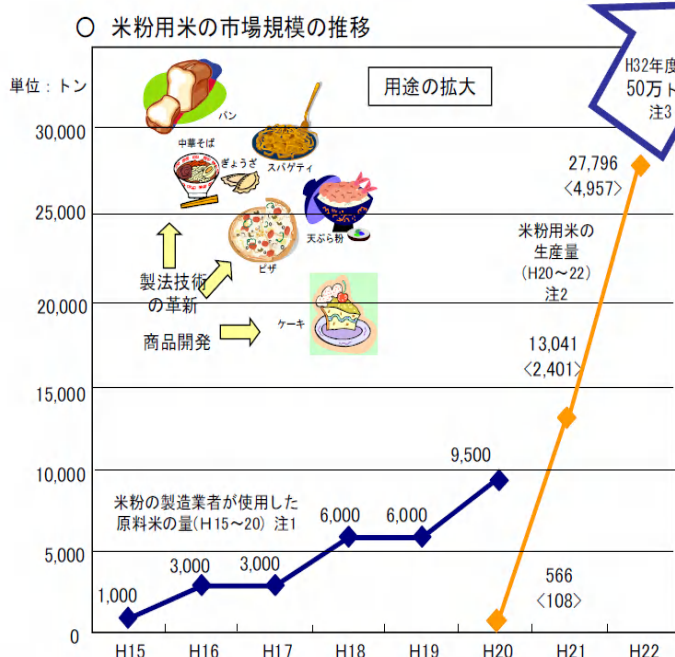 〇 米粉用米の市場規模の推移
単位：トン
用途の拡大
H32年度
50万ト
注3
パン
30,000
中華そば
ぎょうざ
スパゲティ
27,796
<4,957>
25,000
米粉用米の
生産量
(H20～22)
注2
天ぷら粉
ピザ
製法技術
の革新
20,000
商品開発
ケーキ
13,041
<2,401>
15,000
10,000
9,500
米粉の製造業者が使用した
原料米の量(H15～20) 注1
6,000
6,000
5,000
3,000
3,000
1,000
566
<108>
0
H15 H16 H17 H18 H19 H20 H21 H22